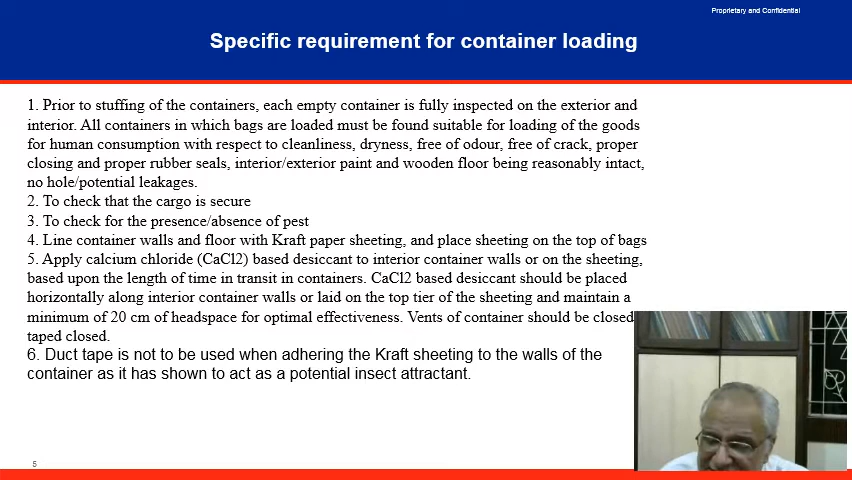 Proprietary and Confidential
Specific requirement for container loading
1. Prior to stuffing of the containers, each empty container is fully inspected on the exterior and
interior. All containers in which bags are loaded must be found suitable for loading of the goods
for human consumption with respect to cleanliness, dryness, free of odour, free of crack, proper
closing and proper rubber seals, interior/exterior paint and wooden floor being reasonably intact,
no hole/potential leakages.
2. To check that the cargo is secure
3. To check for the presence/absence of pest
4. Line container walls and floor with Kraft paper sheeting, and place sheeting on the top of bags
5. Apply calcium chloride (CaCl2) based desiccant to interior container walls or on the sheeting,
based upon the length of time in transit in containers. CaCl2 based desiccant should be placed
horizontally along interior container walls or laid on the top tier of the sheeting and maintain a
minimum of 20 cm of headspace for optimal effectiveness. Vents of container should be closed
taped closed.
6. Duct tape is not to be used when adhering the Kraft sheeting to the walls of the
container as it has shown to act as a potential insect attractant.
5